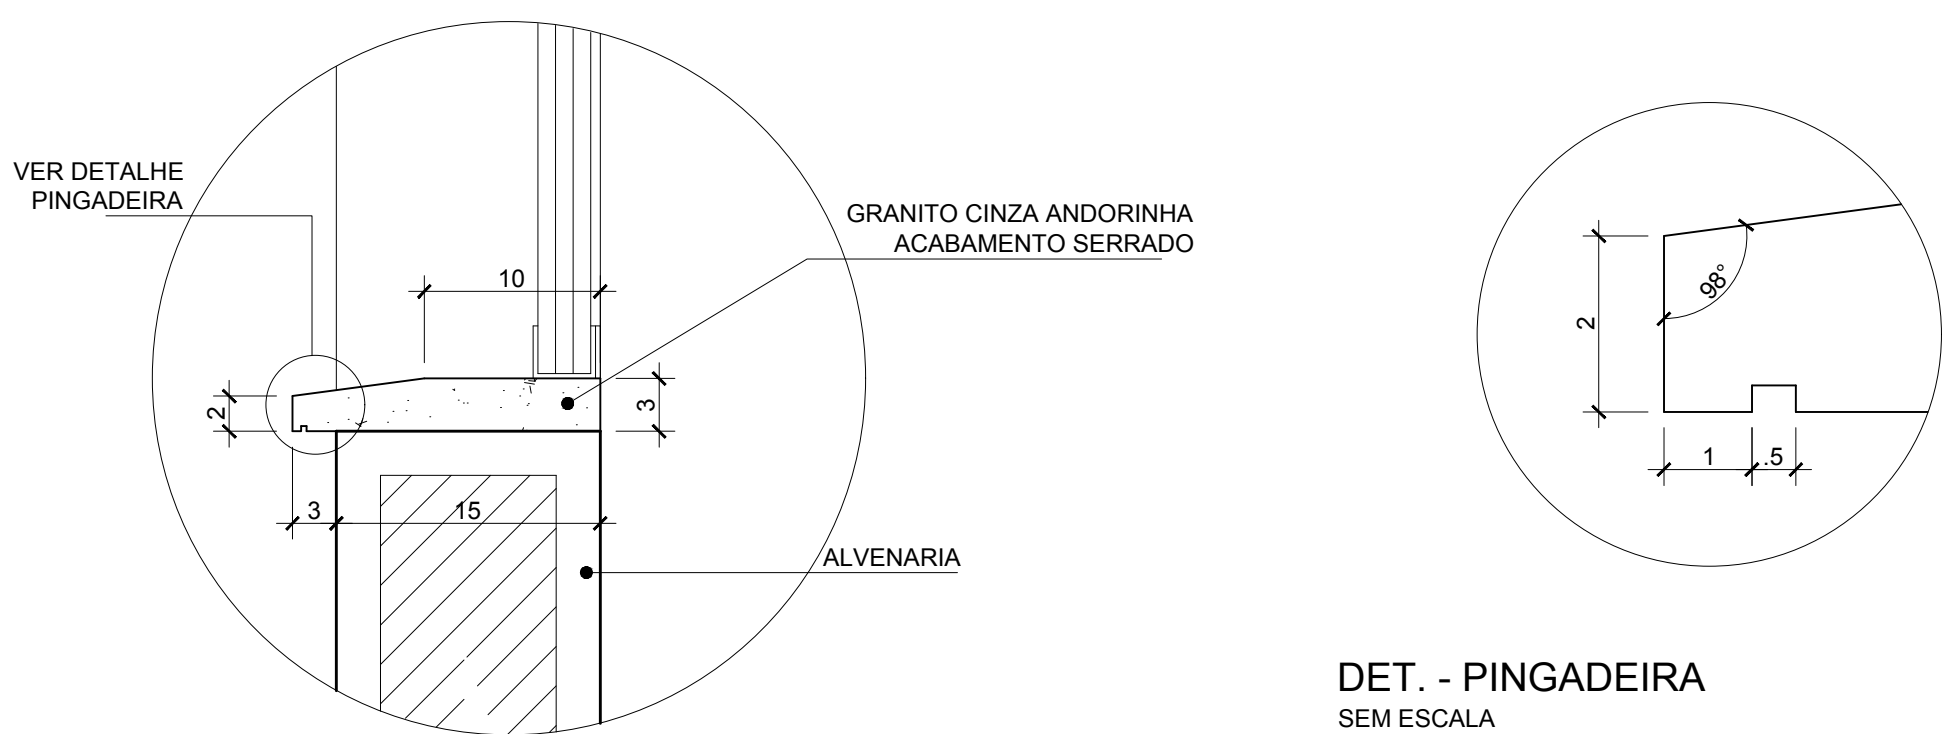 VER DETALHE
PINGADEIRA
GRANITO CINZA ANDORINHA
ACABAMENTO SERRADO
10
2
3
3
15
ALVENARIA
98°
2
1
.5
DET. - PINGADEIRA
SEM ESCALA